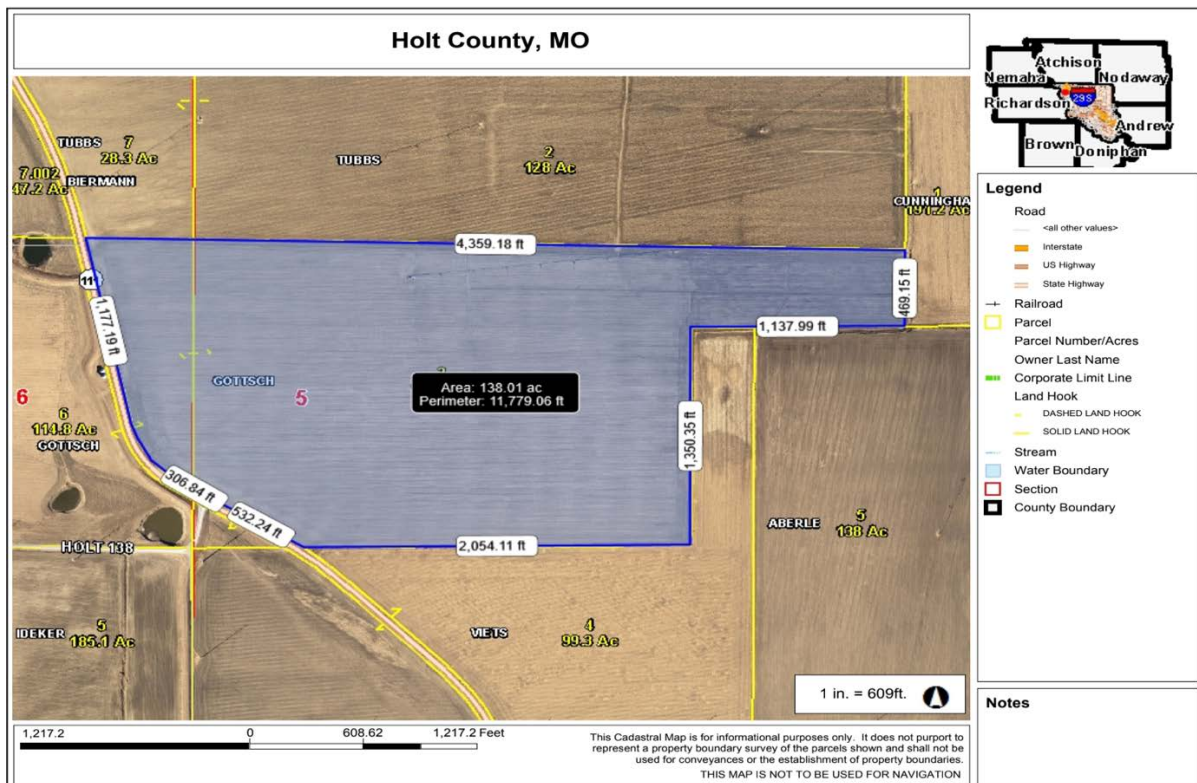 Holt County, MO
Atchison
Nemaha
Nodaway
29S
Richardson
Andrew
Brown
Doniphan
TUBBS
7
28.3 Ac
7.002
47.2 Ac
BIERMANN
TUBBS
2
128 Ac
1
CUNNINGHA
191.2 Ac
4,359.18 ft
111
1,177.19 ft
469.15 ft
1,137.99 ft
GOTTSCH
5
Area: 138.01 ac
Perimeter: 11,779.06 ft
6
6
114.8 Ac
GOTTSCH
1,350.35 ft
306.84 ft
532.24 ft
2,054.11 ft
ABERLE
5
138 Ac
HOLT 138
IDEKER
5
185.1 Ac
VIETS
4
99.3 Ac
1 in. = 609ft.
Legend
Road
<all other values>
Interstate
US Highway
State Highway
Railroad
Parcel
Parcel Number/Acres
Owner Last Name
Corporate Limit Line
Land Hook
DASHED LAND HOOK
SOLID LAND HOOK
Stream
Water Boundary
Section
County Boundary
Notes
1,217.2
0
608.62
1,217.2 Feet
This Cadastral Map is for informational purposes only. It does not purport to
represent a property boundary survey of the parcels shown and shall not be
used for conveyances or the establishment of property boundaries.
THIS MAP IS NOT TO BE USED FOR NAVIGATION